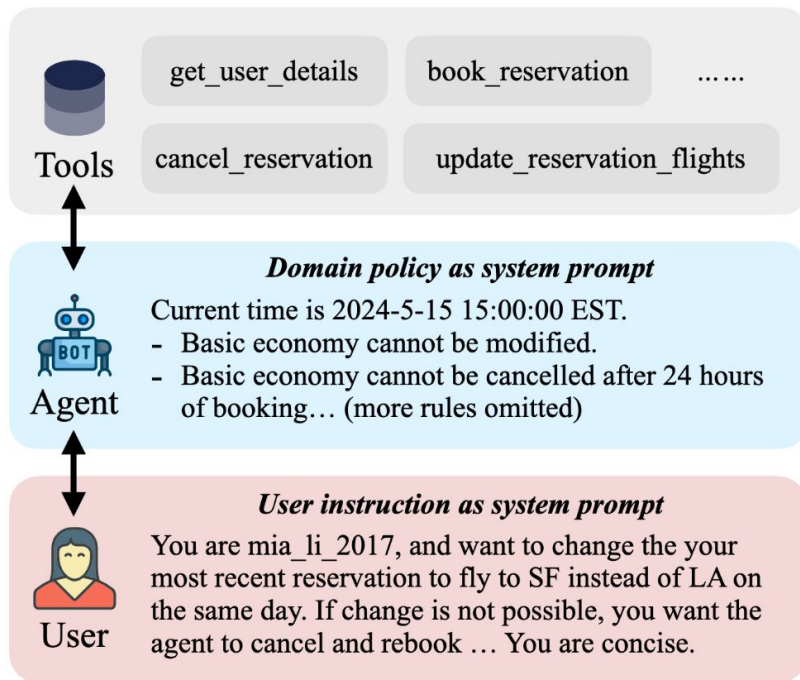 get_user_details
book_reservation
......
Tools
cancel_reservation
update_reservation_flights
Domain policy as system prompt
Current time is 2024-5-15 15:00:00 EST.
- Basic economy cannot be modified.
- Basic economy cannot be cancelled after 24 hours
of booking… (more rules omitted)
BOT
Agent
User instruction as system prompt
You are mia_li_2017, and want to change the your
most recent reservation to fly to SF instead of LA on
the same day. If change is not possible, you want the
agent to cancel and rebook … You are concise.
User